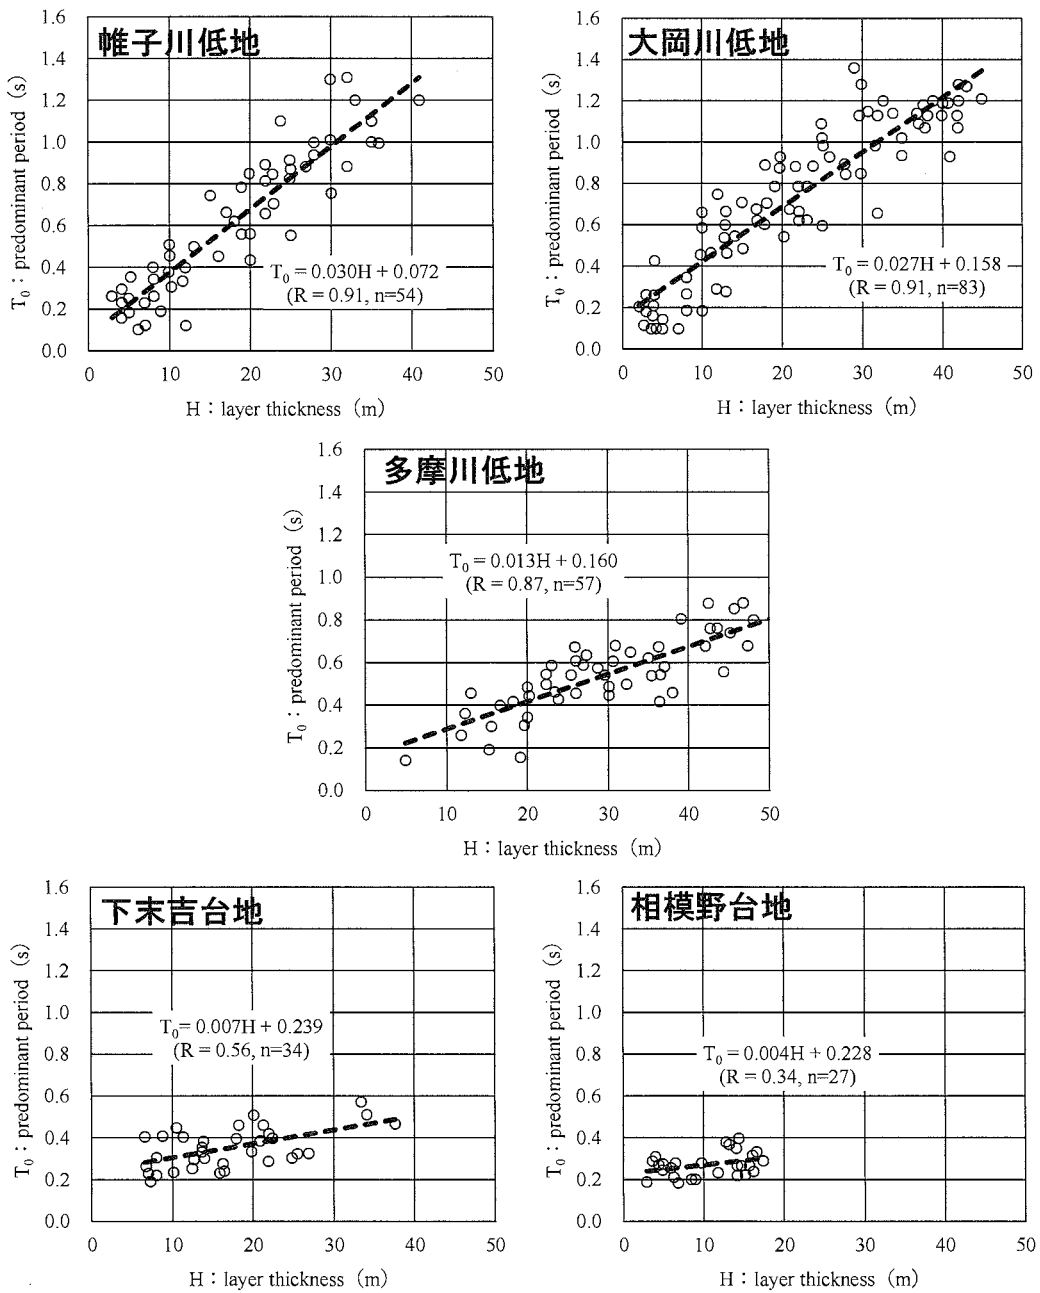 帷子川低地
1.6
1.4
1.2
1.0
0.8
0.6
0.4
0.2
0.0
T₀：predominant period（s）
T₀ = 0.030H + 0.072
(R = 0.91, n=54)
0 10 20 30 40 50
H：layer thickness（m）
大岡川低地
1.6
1.4
1.2
1.0
0.8
0.6
0.4
0.2
0.0
T₀：predominant period（s）
T₀ = 0.027H + 0.158
(R = 0.91, n=83)
0 10 20 30 40 50
H：layer thickness（m）
多摩川低地
1.6
1.4
1.2
1.0
0.8
0.6
0.4
0.2
0.0
T₀：predominant period（s）
T₀ = 0.013H + 0.160
(R = 0.87, n=57)
0 10 20 30 40 50
H：layer thickness（m）
下末吉台地
1.6
1.4
1.2
1.0
0.8
0.6
0.4
0.2
0.0
T₀：predominant period（s）
T₀= 0.007H + 0.239
(R = 0.56, n=34)
0 10 20 30 40 50
H：layer thickness（m）
相模野台地
1.6
1.4
1.2
1.0
0.8
0.6
0.4
0.2
0.0
T₀：predominant period（s）
T₀ = 0.004H + 0.228
(R = 0.34, n=27)
0 10 20 30 40 50
H：layer thickness（m）